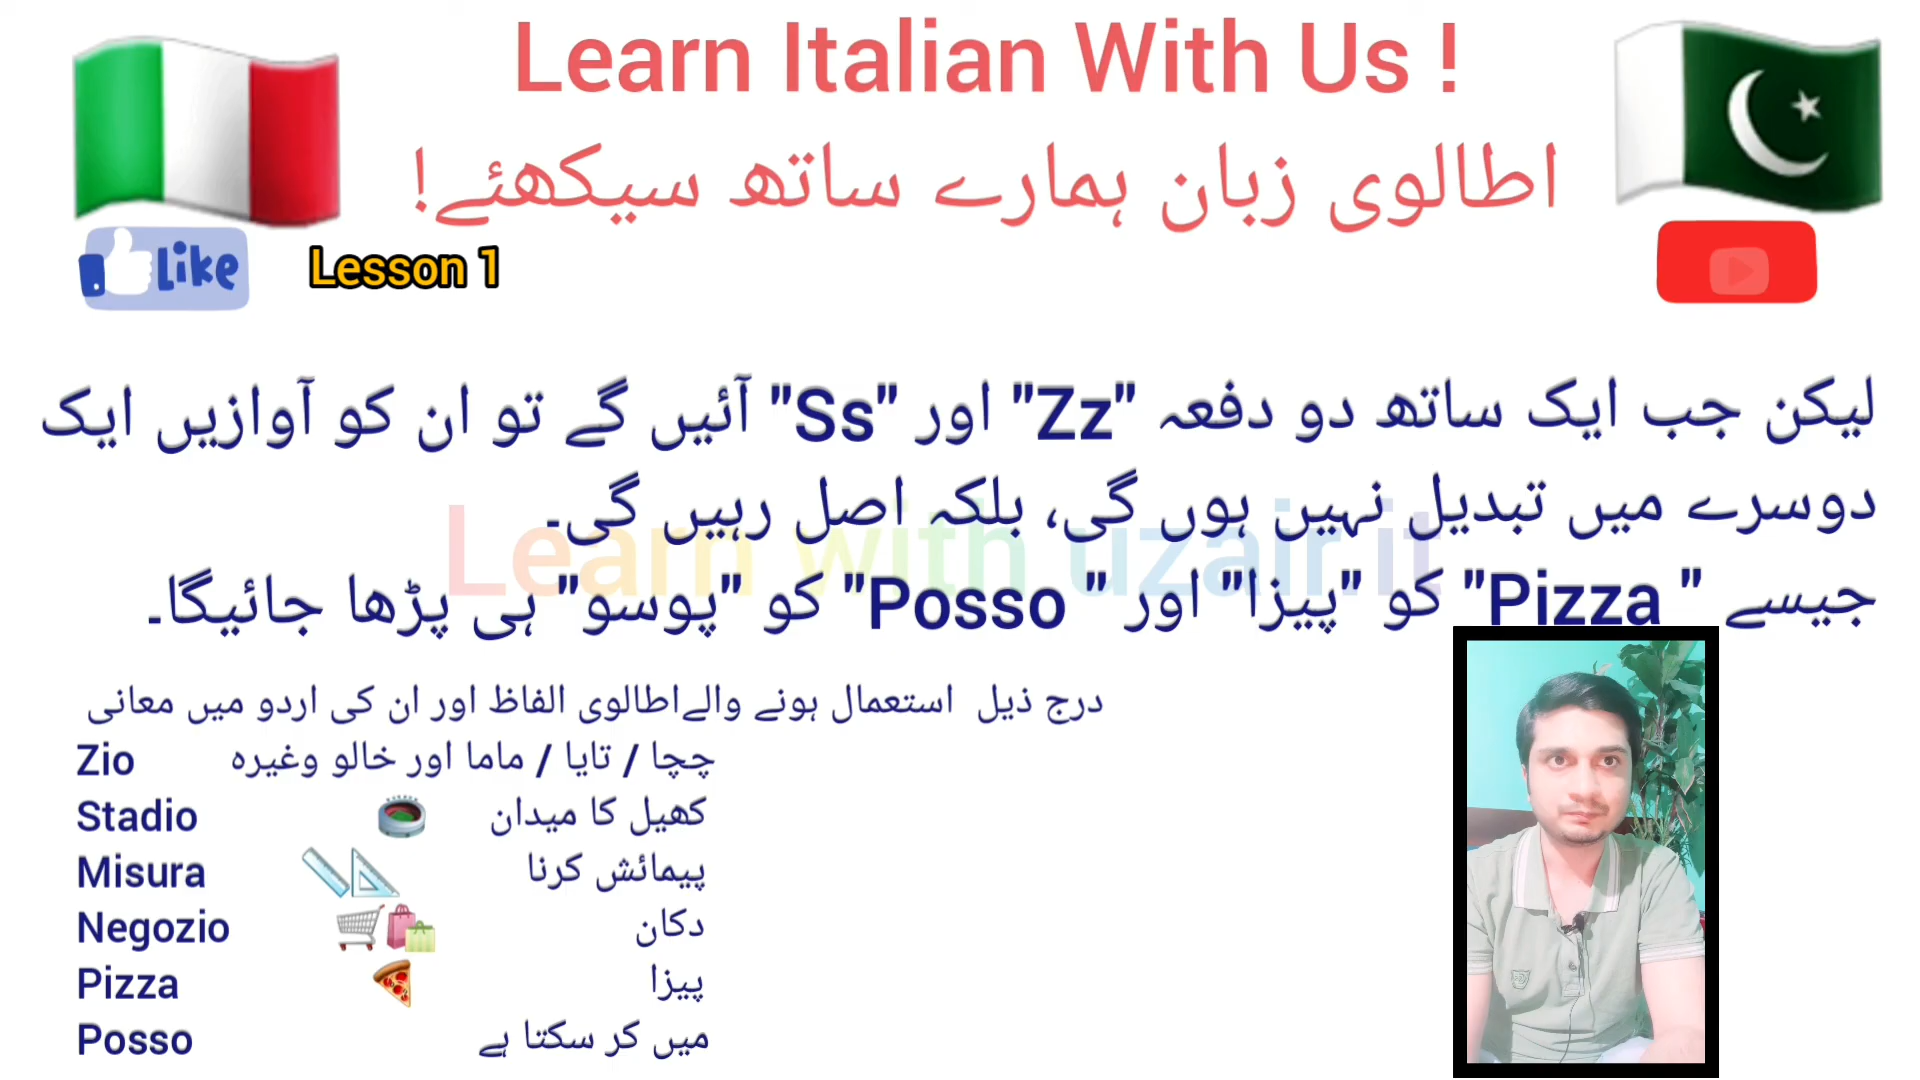 Learn Italian With Us !
اطالوی زبان ہمارے ساتھ سیکھئے!
Like
Lesson 1
لیکن جب ایک ساتھ دو دفعہ "Zz" اور "Ss" آئیں گے تو ان کو آوازیں ایک
دوسرے میں تبدیل نہیں ہوں گی، بلکہ اصل رہیں گی۔
Learn with uzair.it
جیسے " Pizza" کو "پیزا" اور " Posso" کو "پوسو" ہی پڑھا جائیگا۔
درج ذیل استعمال ہونے والےاطالوی الفاظ اور ان کی اردو میں معانی
Zio چچا / تایا / ماما اور خالو وغیرہ
Stadio کھیل کا میدان
Misura پیمائش کرنا
Negozio دکان
Pizza پیزا
Posso میں کر سکتا ہے